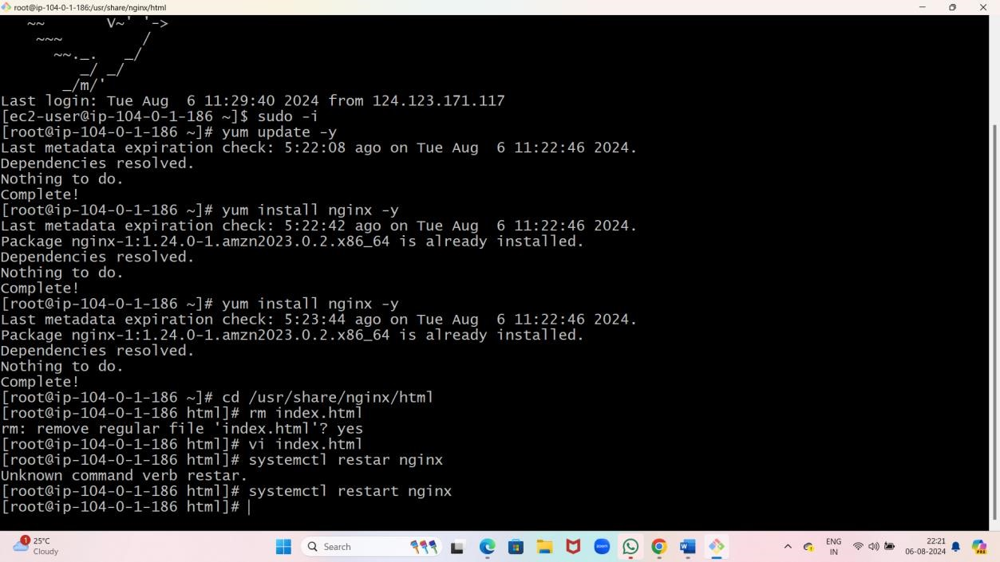 root@ip-104-0-1-186:/usr/share/nginx/html
~~       V~' '->
~~~         /
~~._.   _/
_/ _/
_/m/'
Last login: Tue Aug  6 11:29:40 2024 from 124.123.171.117
[ec2-user@ip-104-0-1-186 ~]$ sudo -i
[root@ip-104-0-1-186 ~]# yum update -y
Last metadata expiration check: 5:22:08 ago on Tue Aug  6 11:22:46 2024.
Dependencies resolved.
Nothing to do.
Complete!
[root@ip-104-0-1-186 ~]# yum install nginx -y
Last metadata expiration check: 5:22:42 ago on Tue Aug  6 11:22:46 2024.
Package nginx-1:1.24.0-1.amzn2023.0.2.x86_64 is already installed.
Dependencies resolved.
Nothing to do.
Complete!
[root@ip-104-0-1-186 ~]# yum install nginx -y
Last metadata expiration check: 5:23:44 ago on Tue Aug  6 11:22:46 2024.
Package nginx-1:1.24.0-1.amzn2023.0.2.x86_64 is already installed.
Dependencies resolved.
Nothing to do.
Complete!
[root@ip-104-0-1-186 ~]# cd /usr/share/nginx/html
[root@ip-104-0-1-186 html]# rm index.html
rm: remove regular file 'index.html'? yes
[root@ip-104-0-1-186 html]# vi index.html
[root@ip-104-0-1-186 html]# systemctl restar nginx
Unknown command verb restar.
[root@ip-104-0-1-186 html]# systemctl restart nginx
[root@ip-104-0-1-186 html]#
1
25°C
Cloudy
Search
zoom
ENG
IN
22:21
06-08-2024
PRE